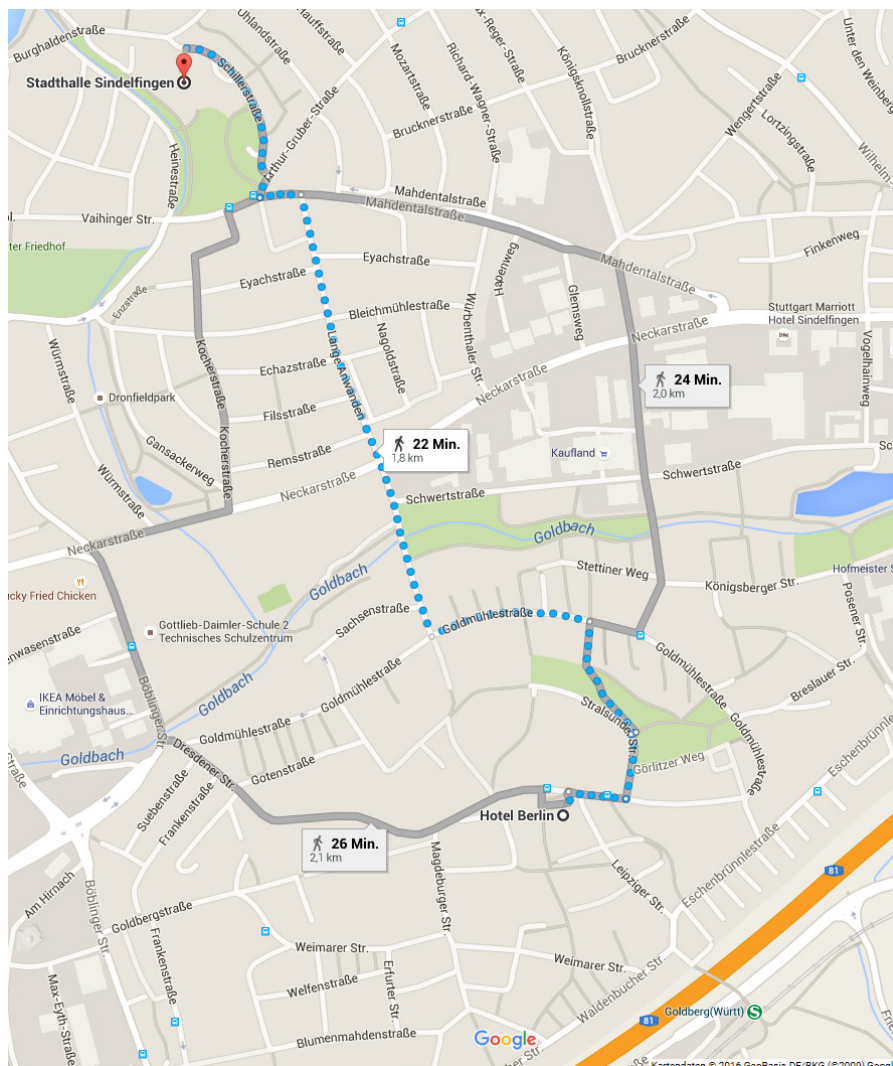 Burghaldenstraße
Uhlandstraße
Schillerstraße
Stadthalle Sindelfingen
Arthur-Gruber-Straße
Mozartstraße
Richard-Wagner-Straße
Königsknollstraße
Brucknerstraße
Brucknerstraße
Unter den Weinberg
Wengertstraße
Lortzingstraße
Heinestraße
Vaihinger Str.
Mahdentalstraße
Mahdentalstraße
Finkenweg
Mahdentalstraße
Eyachstraße
Eyachstraße
Enzstraße
Hapenweg
Glemsweg
Bleichmühlestraße
Würbenthaler Str.
Stuttgart Marriott
Hotel Sindelfingen
Neckarstraße
Vogelhainweg
Lange Anwanden
Nagoldstraße
Echazstraße
Kocherstraße
Würmstraße
Neckarstraße
24 Min.
2,0 km
Dronfieldpark
Filsstraße
22 Min.
1,8 km
Gansackerweg
Kocherstraße
Remsstraße
Kaufland
Schwertstraße
Würmstraße
Neckarstraße
Schwertstraße
Neckarstraße
Goldbach
Goldbach
Stettiner Weg
Königsberger Str.
Posener Str.
Sachsenstraße
Goldmühlestraße
Gottlieb-Daimler-Schule 2
Technisches Schulzentrum
Goldmühlestraße
Goldmühlestraße
Breslauer Str.
IKEA Möbel &
Einrichtungshaus...
Böblinger Str.
Goldbach
Goldbach
Goldmühlestraße
Görlitzer Weg
Dresdener Str.
Gotenstraße
Eschenbrünnlestraße
Suebenstraße
Frankenstraße
Hotel Berlin
26 Min.
2,1 km
Magdeburger Str.
Leipziger Str.
Eschenbrünnlestraße
81
Am Hirnach
Böblinger Str.
Goldbergstraße
Frankenstraße
Weimarer Str.
Weimarer Str.
Erfurter Str.
Welfenstraße
Waldenbucher Str.
Max-Eyth-Straße
Goldberg(Württ)
S
81
Blumenmahdenstraße
Google